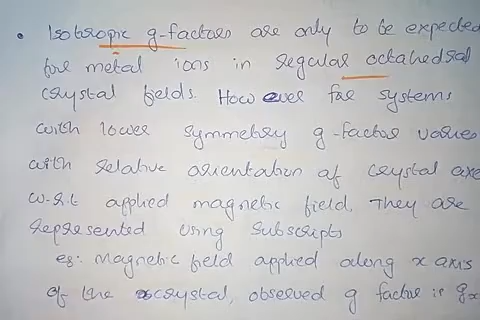 • Isotropic g-factors are only to be expected
for metal ions in regular octahedral
crystal fields. However for systems
with lower symmetry g-factor values
with relative orientation of crystal axe
w.r.t applied magnetic field. They are
represented using subscripts
eg: magnetic field applied along x axis
of the crystal, observed g factor is gx